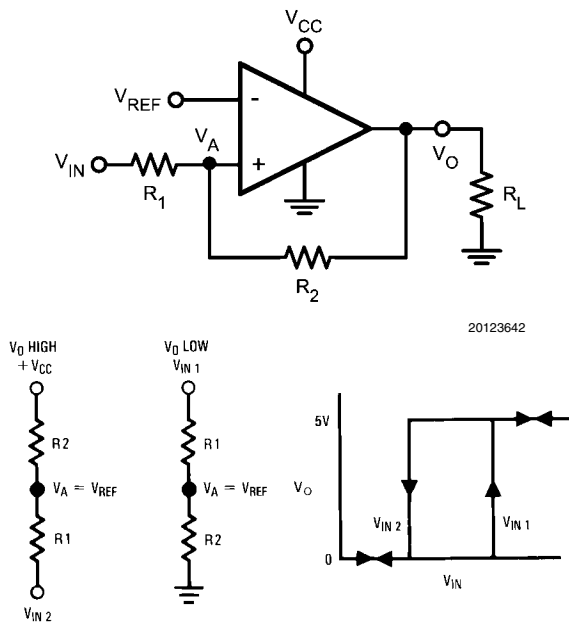 V_CC
V_REF
-
V_A
V_IN
+
R_1
V_O
R_L
R_2
20123642
V_O HIGH
+ V_CC
R2
V_A = V_REF
R1
V_IN 2
V_O LOW
V_IN 1
R1
V_A = V_REF
R2
5V
V_O
V_IN 2
V_IN 1
0
V_IN